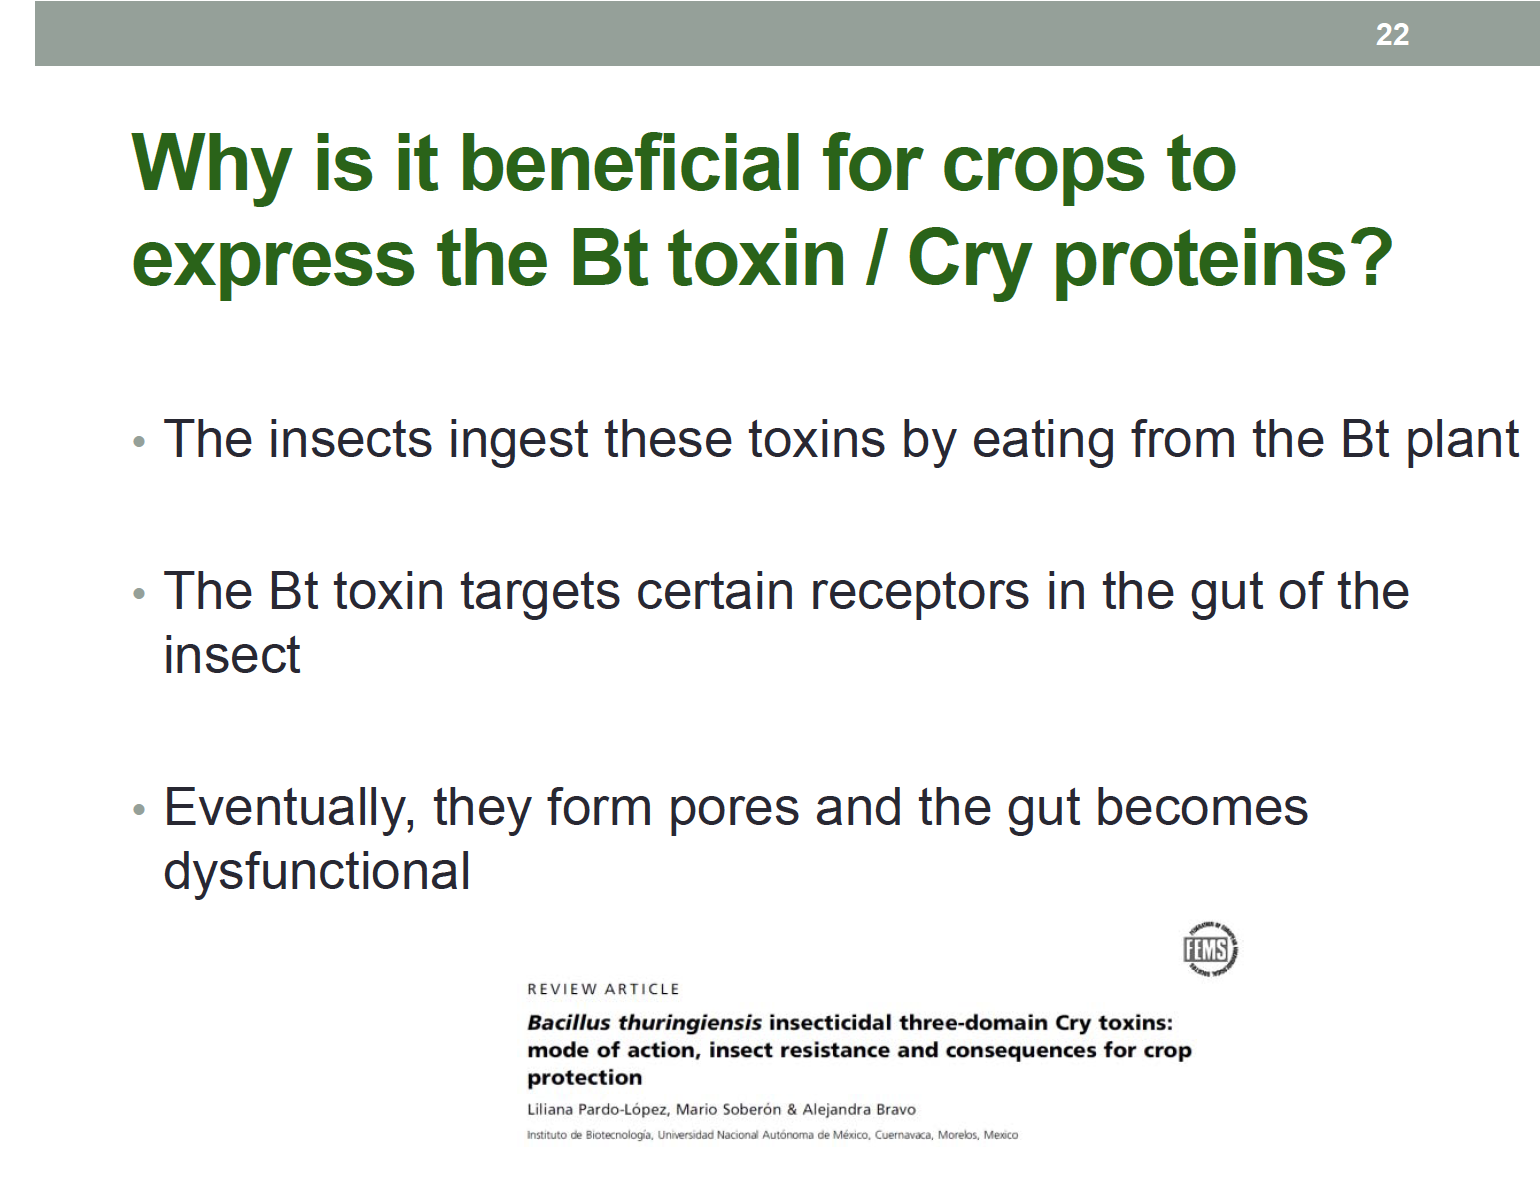 22
Why is it beneficial for crops to
express the Bt toxin / Cry proteins?
• The insects ingest these toxins by eating from the Bt plant
• The Bt toxin targets certain receptors in the gut of the
insect
• Eventually, they form pores and the gut becomes
dysfunctional
FEMS
REVIEW ARTICLE
Bacillus thuringiensis insecticidal three-domain Cry toxins:
mode of action, insect resistance and consequences for crop
protection
Liliana Pardo-López, Mario Soberón & Alejandra Bravo
Instituto de Biotecnología, Universidad Nacional Autónoma de México, Cuernavaca, Morelos, Mexico